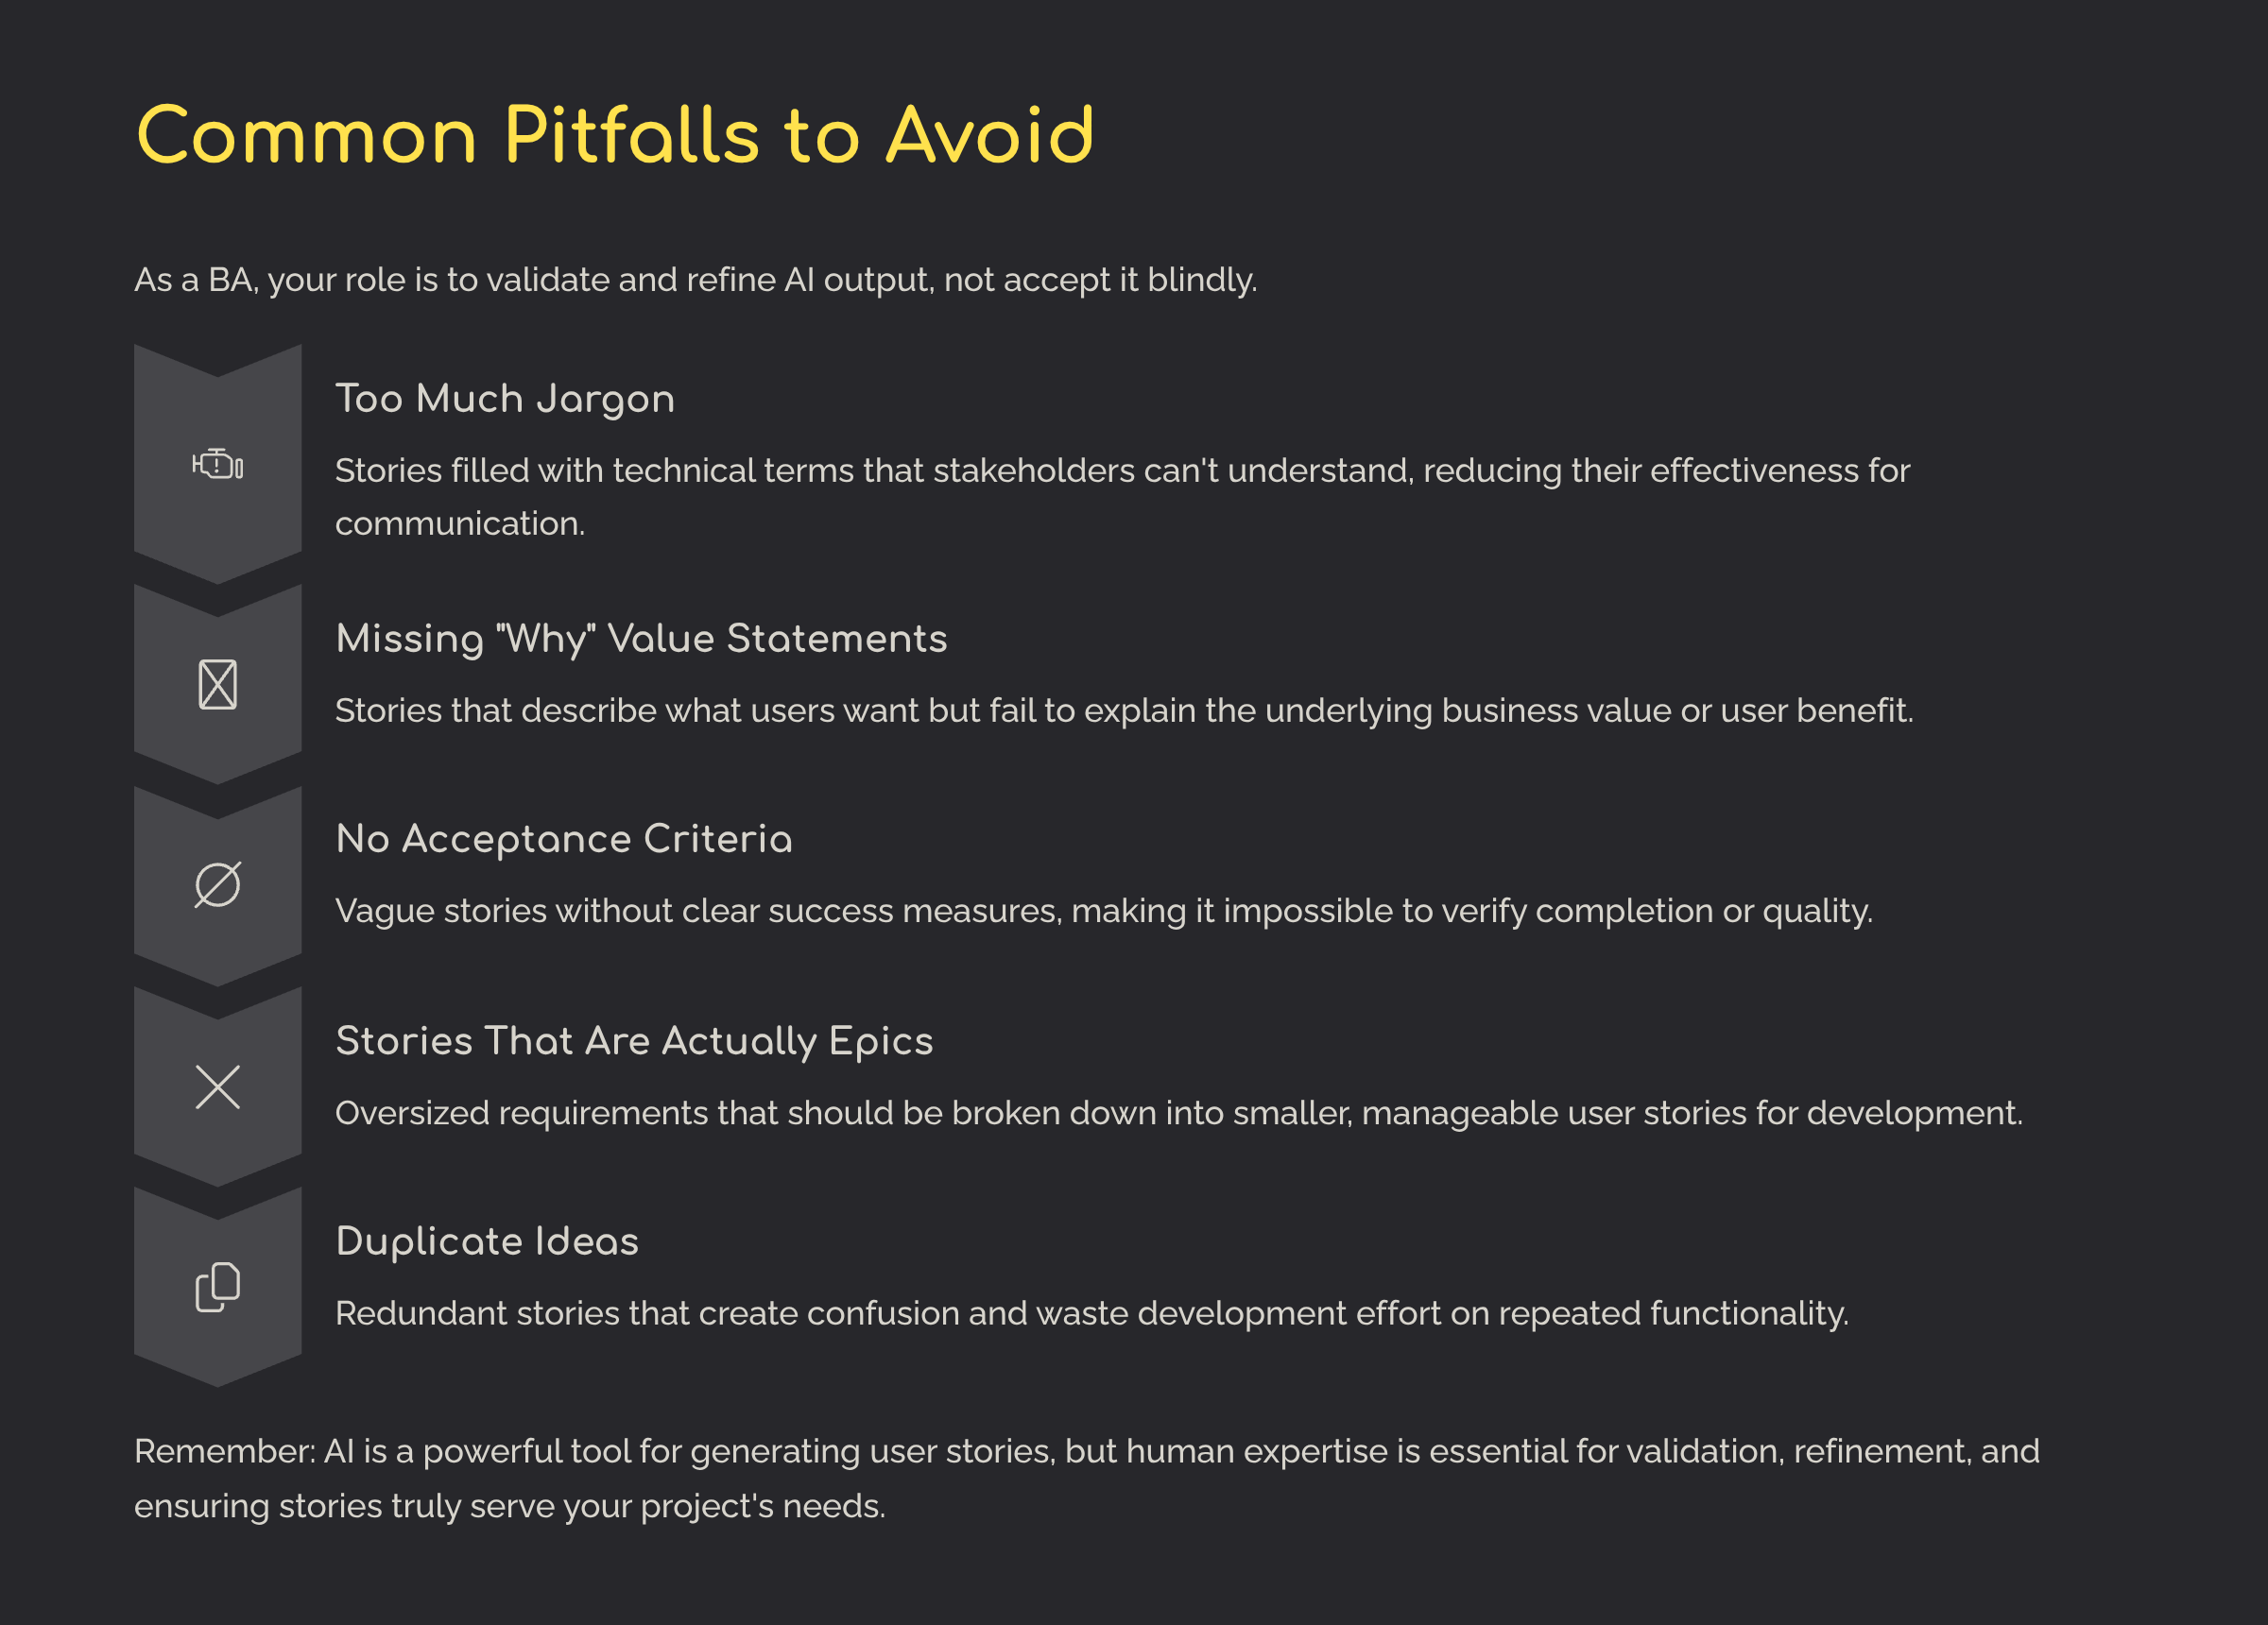 Common Pitfalls to Avoid
As a BA, your role is to validate and refine AI output, not accept it blindly.
Too Much Jargon
Stories filled with technical terms that stakeholders can't understand, reducing their effectiveness for
communication.
Missing "Why" Value Statements
Stories that describe what users want but fail to explain the underlying business value or user benefit.
No Acceptance Criteria
Vague stories without clear success measures, making it impossible to verify completion or quality.
Stories That Are Actually Epics
Oversized requirements that should be broken down into smaller, manageable user stories for development.
Duplicate Ideas
Redundant stories that create confusion and waste development effort on repeated functionality.
Remember: AI is a powerful tool for generating user stories, but human expertise is essential for validation, refinement, and
ensuring stories truly serve your project's needs.